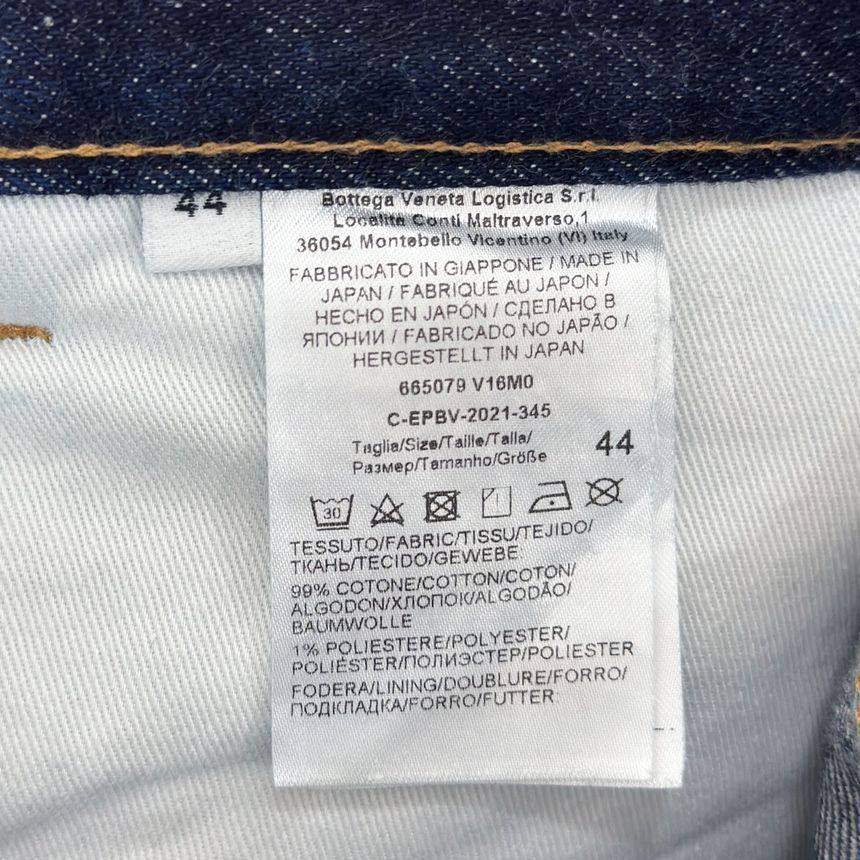 44
Bottega Veneta Logistica S.r.l.
Località Conti Maltraverso,1
36054 Montebello Vicentino (VI) Italy
FABBRICATO IN GIAPPONE / MADE IN
JAPAN / FABRIQUÉ AU JAPON /
HECHO EN JAPÓN / СДЕЛАНО В
ЯПОНИИ / FABRICADO NO JAPÃO /
HERGESTELLT IN JAPAN
665079 V16M0
C-EPBV-2021-345
Taglia/Size/Taille/Talla/
Размер/Tamanho/Größe
44
30
TESSUTO/FABRIC/TISSU/TEJIDO/
ТКАНЬ/TECIDO/GEWEBE:
99% COTONE/COTTON/COTON/
ALGODON/ХЛОПОК/ALGODÃO/
BAUMWOLLE
1% POLIESTERE/POLYESTER/
POLIÉSTER/ПОЛИЭСТЕР/POLIESTER
FODERA/LINING/DOUBLURE/FORRO/
ПОДКЛАДКА/FORRO/FUTTER: